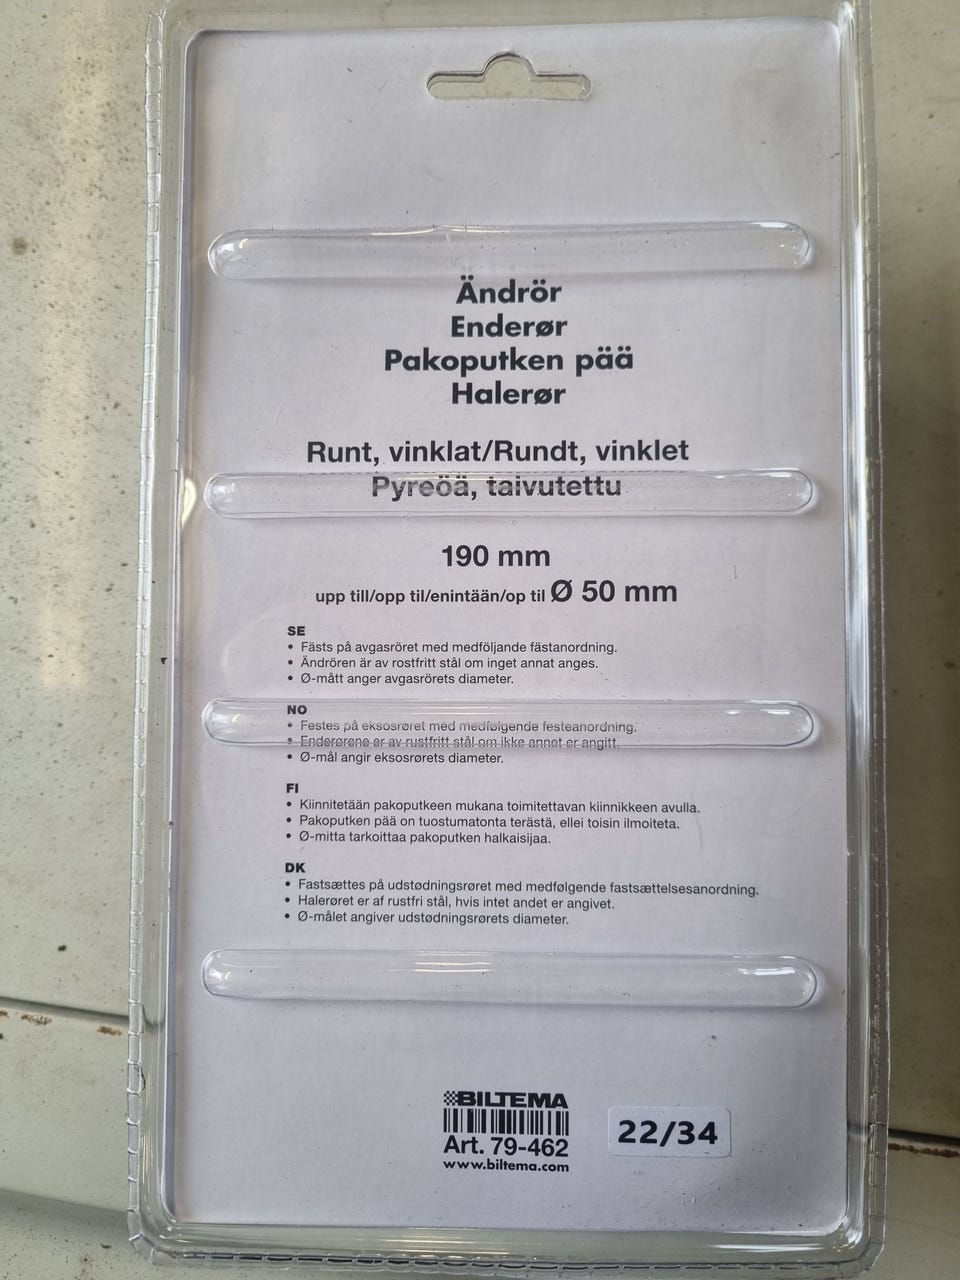 Ändrör
Enderør
Pakoputken pää
Halerør
Runt, vinklat/Rundt, vinklet
Pyreöä, taivutettu
190 mm
upp till/opp til/enintään/op til Ø 50 mm
SE
• Fästs på avgasröret med medföljande fästanordning.
• Ändrören är av rostfritt stål om inget annat anges.
• Ø-mått anger avgasrörets diameter.
NO
• Festes på eksosrøret med medfølgende festeanordning.
• Enderørene er av rustfritt stål om ikke annet er angitt.
• Ø-mål angir eksosrørets diameter.
FI
• Kiinnitetään pakoputkeen mukana toimitettavan kiinnikkeen avulla.
• Pakoputken pää on tuostumatonta terästä, ellei toisin ilmoiteta.
• Ø-mitta tarkoittaa pakoputken halkaisijaa.
DK
• Fastsættes på udstødningsrøret med medfølgende fastsættelsesanordning.
• Halerøret er af rustfri stål, hvis intet andet er angivet.
• Ø-målet angiver udstødningsrørets diameter.
BILTEMA
Art. 79-462
www.biltema.com
22/34